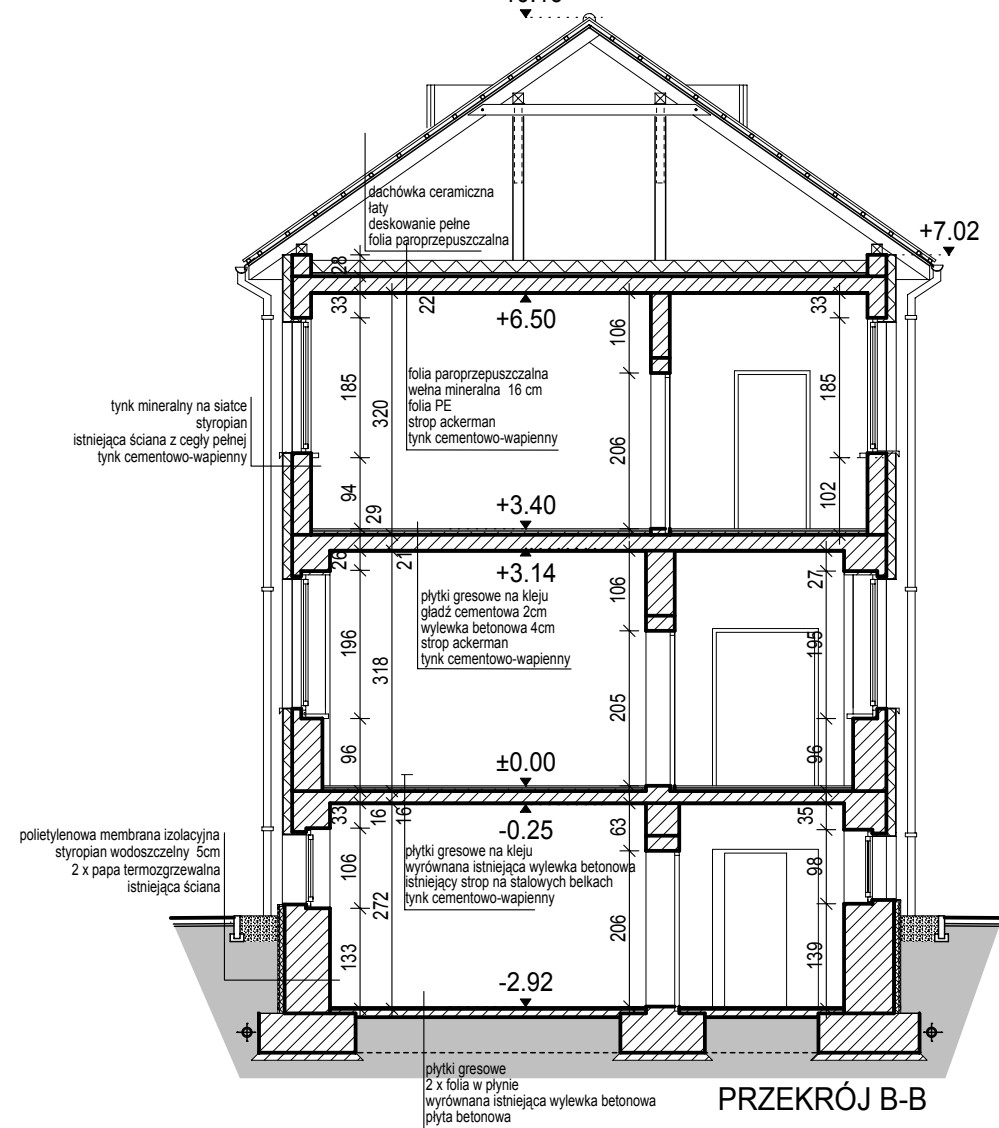 dachówka ceramiczna
łaty
deskowanie pełne
folia paroprzepuszczalna
+7.02
28
33
22
+6.50
106
33
185
320
folia paroprzepuszczalna
wełna mineralna 16 cm
folia PE
strop ackerman
tynk cementowo-wapienny
206
185
tynk mineralny na siatce
styropian
istniejąca ściana z cegły pełnej
tynk cementowo-wapienny
94
29
+3.40
102
26
21
+3.14
106
27
płytki gresowe na kleju
gładź cementowa 2cm
wylewka betonowa 4cm
strop ackerman
tynk cementowo-wapienny
196
318
205
195
96
±0.00
96
33
16
16
-0.25
63
35
polietylenowa membrana izolacyjna
styropian wodoszczelny 5cm
2 x papa termozgrzewalna
istniejąca ściana
106
272
płytki gresowe na kleju
wyrównana istniejąca wylewka betonowa
istniejący strop na stalowych belkach
tynk cementowo-wapienny
98
206
133
-2.92
139
płytki gresowe
2 x folia w płynie
wyrównana istniejąca wylewka betonowa
płyta betonowa
PRZEKRÓJ B-B